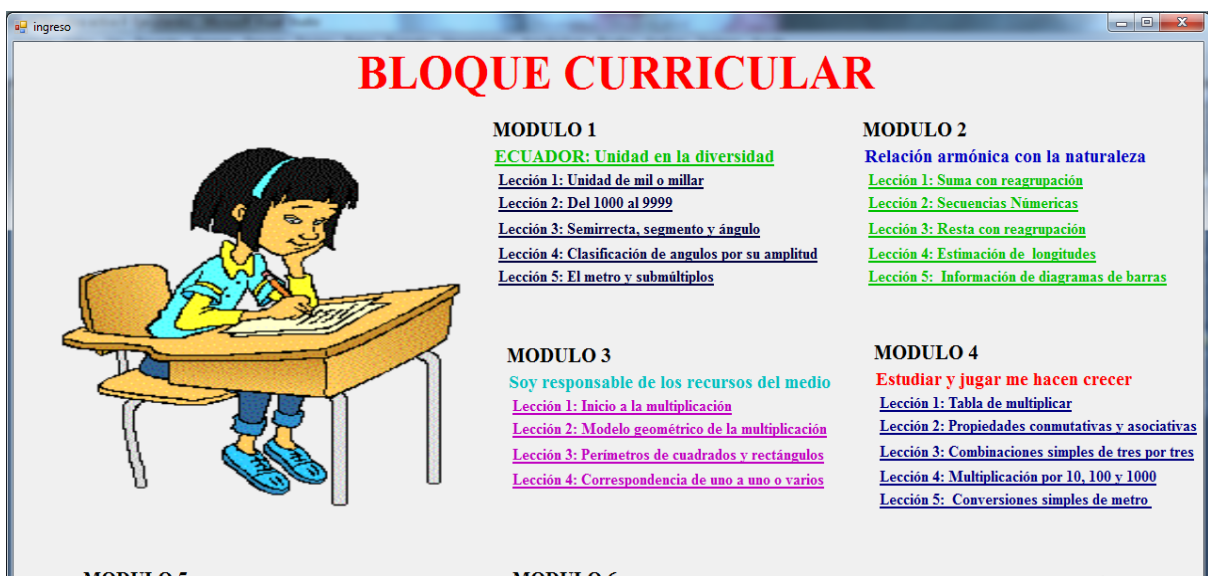 ingreso
BLOQUE CURRICULAR
MODULO 1
ECUADOR: Unidad en la diversidad
Lección 1: Unidad de mil o millar
Lección 2: Del 1000 al 9999
Lección 3: Semirrecta, segmento y ángulo
Lección 4: Clasificación de angulos por su amplitud
Lección 5: El metro y submúltiplos
MODULO 2
Relación armónica con la naturaleza
Lección 1: Suma con reagrupación
Lección 2: Secuencias Númericas
Lección 3: Resta con reagrupación
Lección 4: Estimación de longitudes
Lección 5: Información de diagramas de barras
MODULO 3
Soy responsable de los recursos del medio
Lección 1: Inicio a la multiplicación
Lección 2: Modelo geométrico de la multiplicación
Lección 3: Perímetros de cuadrados y rectángulos
Lección 4: Correspondencia de uno a uno o varios
MODULO 4
Estudiar y jugar me hacen crecer
Lección 1: Tabla de multiplicar
Lección 2: Propiedades conmutativas y asociativas
Lección 3: Combinaciones simples de tres por tres
Lección 4: Multiplicación por 10, 100 y 1000
Lección 5: Conversiones simples de metro
MODULO 5
MODULO 6